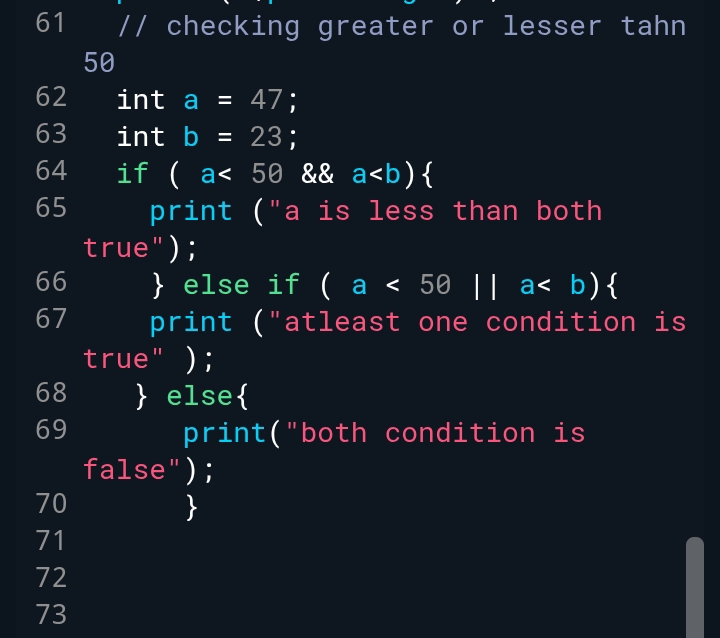 61 // checking greater or lesser tahn
50
62 int a = 47;
63 int b = 23;
64 if ( a< 50 && a<b){
65 print ("a is less than both
true");
66 } else if ( a < 50 || a< b){
67 print ("atleast one condition is
true" );
68 } else{
69 print("both condition is
false");
70 }
71
72
73